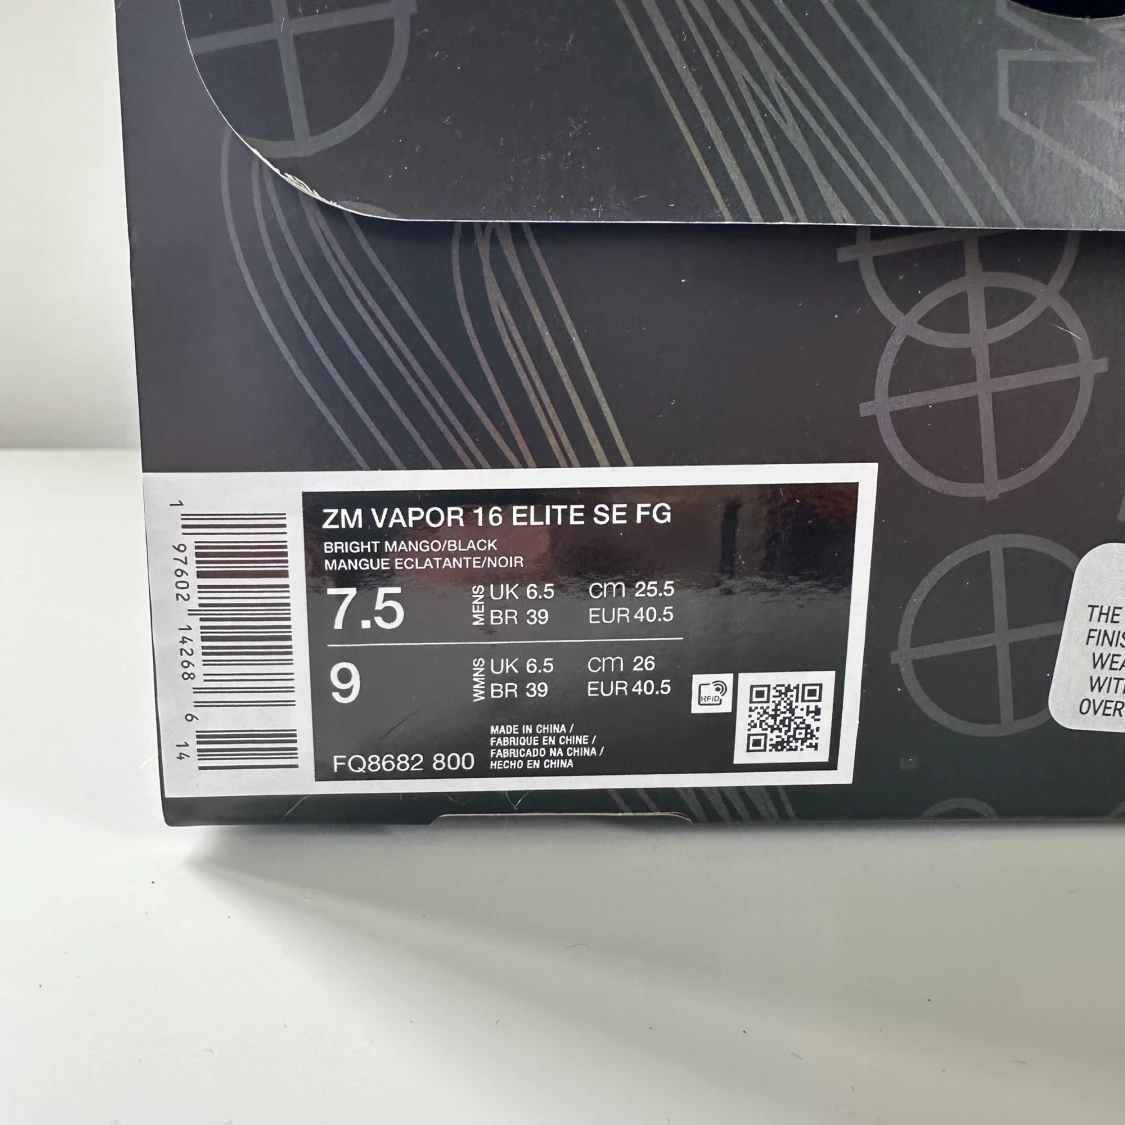 ZM VAPOR 16 ELITE SE FG
BRIGHT MANGO/BLACK
MANGUE ECLATANTE/NOIR
7.5
MENS
UK 6.5 cm 25.5
BR 39 EUR 40.5
9
WMNS
UK 6.5 cm 26
BR 39 EUR 40.5
RFID
MADE IN CHINA /
FABRIQUE EN CHINE /
FABRICADO NA CHINA /
HECHO EN CHINA
FQ8682 800
1 97602 14268 6 14
THE
FINIS
WEA
WIT
OVER